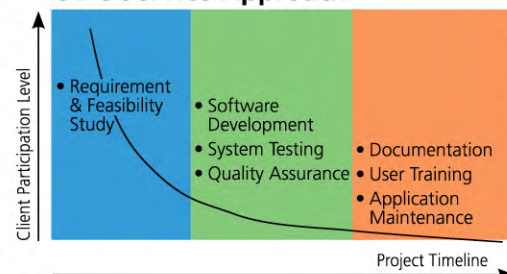 Client Participation Level
• Requirement
& Feasibility
Study
• Software
Development
• System Testing
• Quality Assurance
• Documentation
• User Training
• Application
Maintenance
Project Timeline